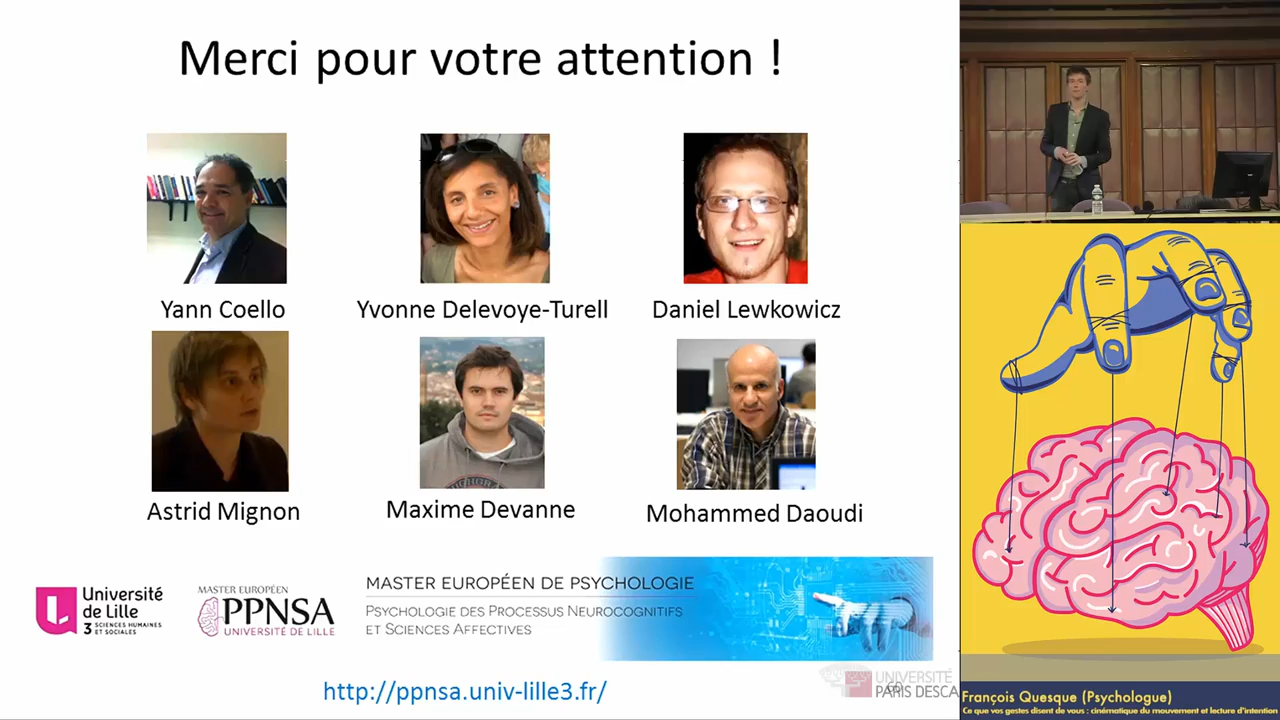 Merci pour votre attention !
Yann Coello
Yvonne Delevoye-Turell
Daniel Lewkowicz
Astrid Mignon
Maxime Devanne
Mohammed Daoudi
Université
de Lille
3 SCIENCES HUMAINES
ET SOCIALES
MASTER EUROPÉEN
PPNSA
UNIVERSITÉ DE LILLE
MASTER EUROPÉEN DE PSYCHOLOGIE
PSYCHOLOGIE DES PROCESSUS NEUROCOGNITIFS
ET SCIENCES AFFECTIVES
http://ppnsa.univ-lille3.fr/
UNIVERSITÉ
PARIS DESCA
François Quesque (Psychologue)
Ce que vos gestes disent de vous : cinématique du mouvement et lecture d'intention